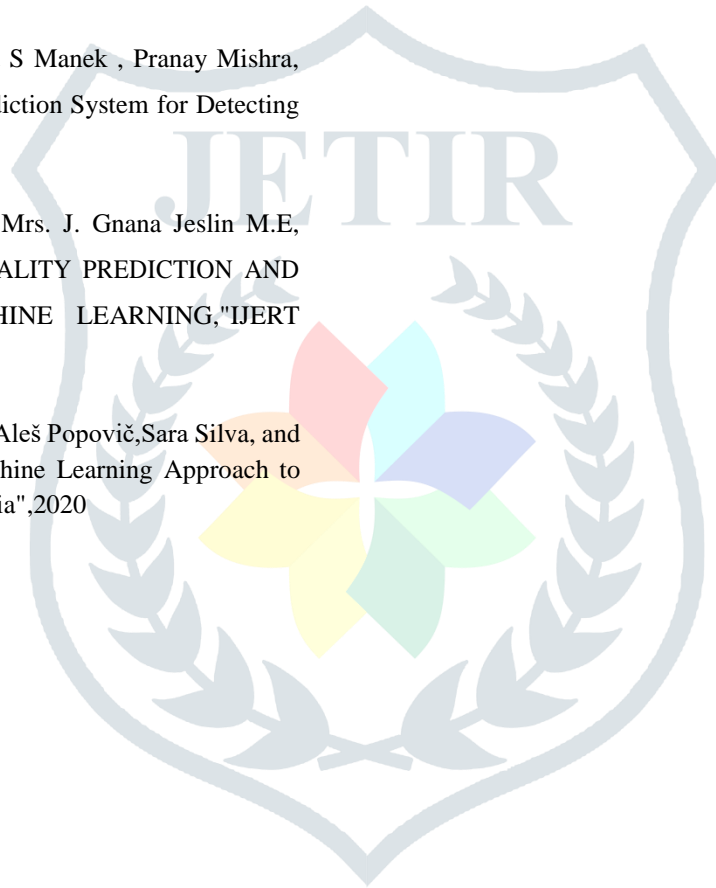 S Manek , Pranay Mishra,
diction System for Detecting
JETIR
Mrs. J. Gnana Jeslin M.E,
ALITY PREDICTION AND
HINE LEARNING,"IJERT
Aleš Popovič,Sara Silva, and
hine Learning Approach to
ia",2020